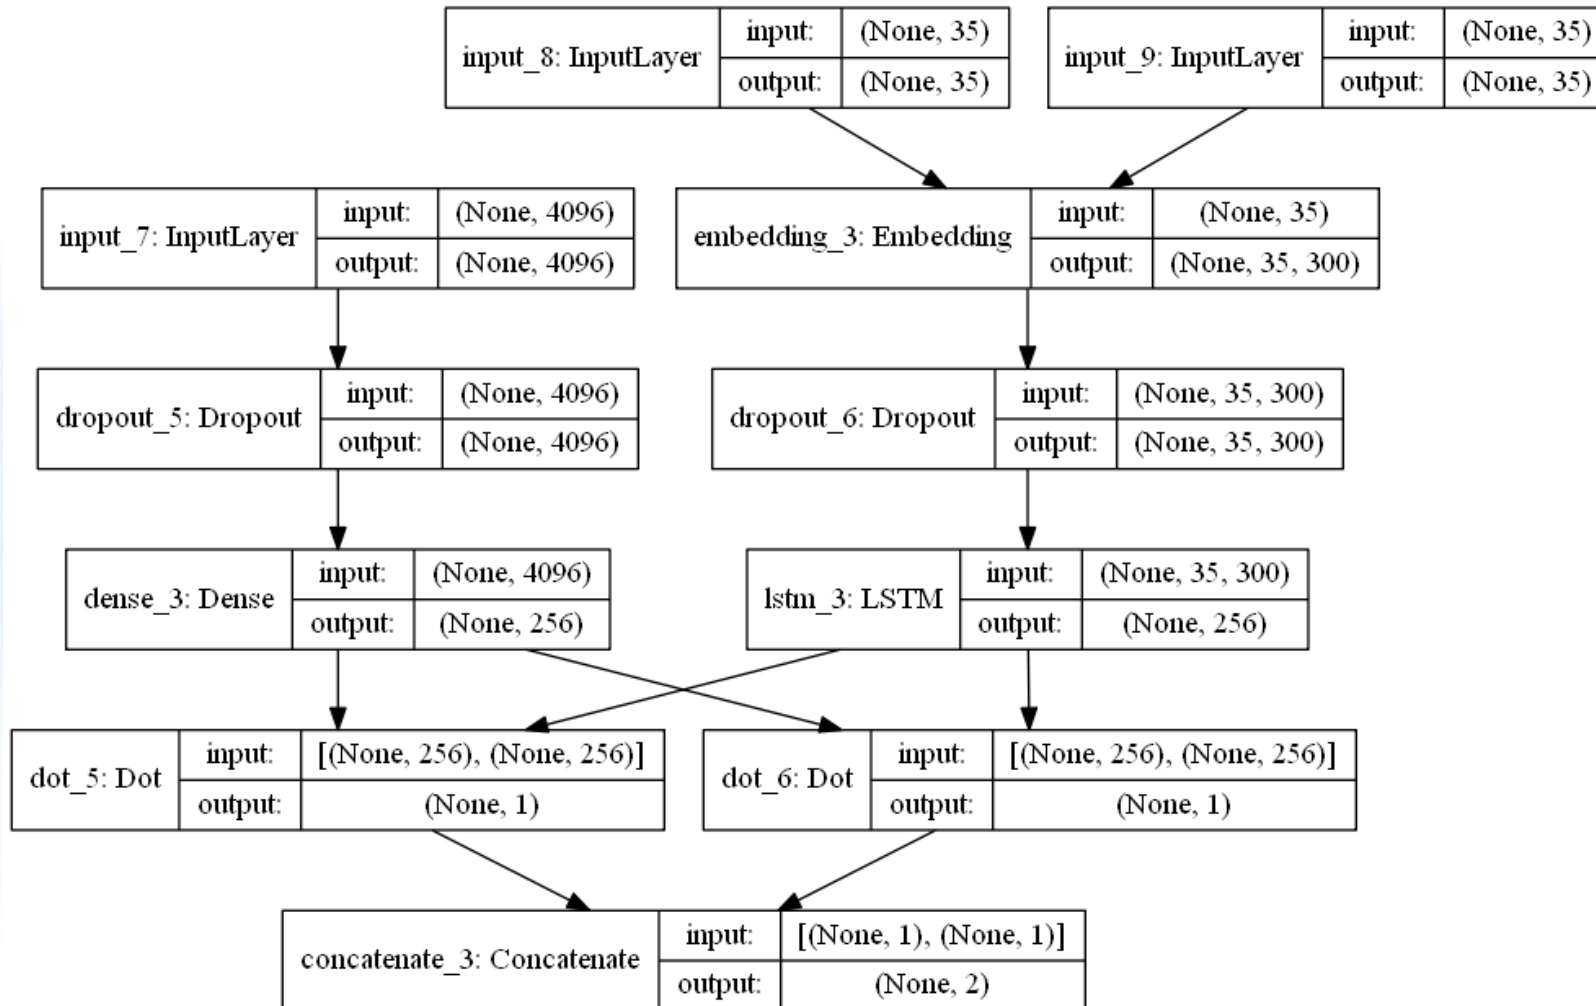 input_8: InputLayer
input: (None, 35)
output: (None, 35)
input_9: InputLayer
input: (None, 35)
output: (None, 35)
input_7: InputLayer
input: (None, 4096)
output: (None, 4096)
embedding_3: Embedding
input: (None, 35)
output: (None, 35, 300)
dropout_5: Dropout
input: (None, 4096)
output: (None, 4096)
dropout_6: Dropout
input: (None, 35, 300)
output: (None, 35, 300)
dense_3: Dense
input: (None, 4096)
output: (None, 256)
lstm_3: LSTM
input: (None, 35, 300)
output: (None, 256)
dot_5: Dot
input: [(None, 256), (None, 256)]
output: (None, 1)
dot_6: Dot
input: [(None, 256), (None, 256)]
output: (None, 1)
concatenate_3: Concatenate
input: [(None, 1), (None, 1)]
output: (None, 2)